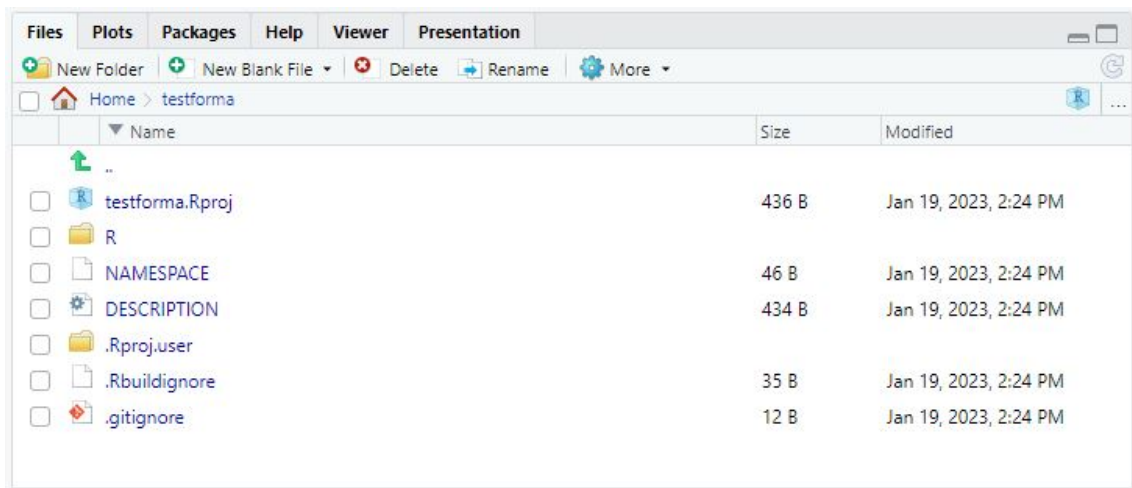 Files Plots Packages Help Viewer Presentation
New Folder New Blank File Delete Rename More
Home testforma R ...
Name Size Modified
..
R testforma.Rproj 436 B Jan 19, 2023, 2:24 PM
R
NAMESPACE 46 B Jan 19, 2023, 2:24 PM
DESCRIPTION 434 B Jan 19, 2023, 2:24 PM
.Rproj.user
.Rbuildignore 35 B Jan 19, 2023, 2:24 PM
.gitignore 12 B Jan 19, 2023, 2:24 PM